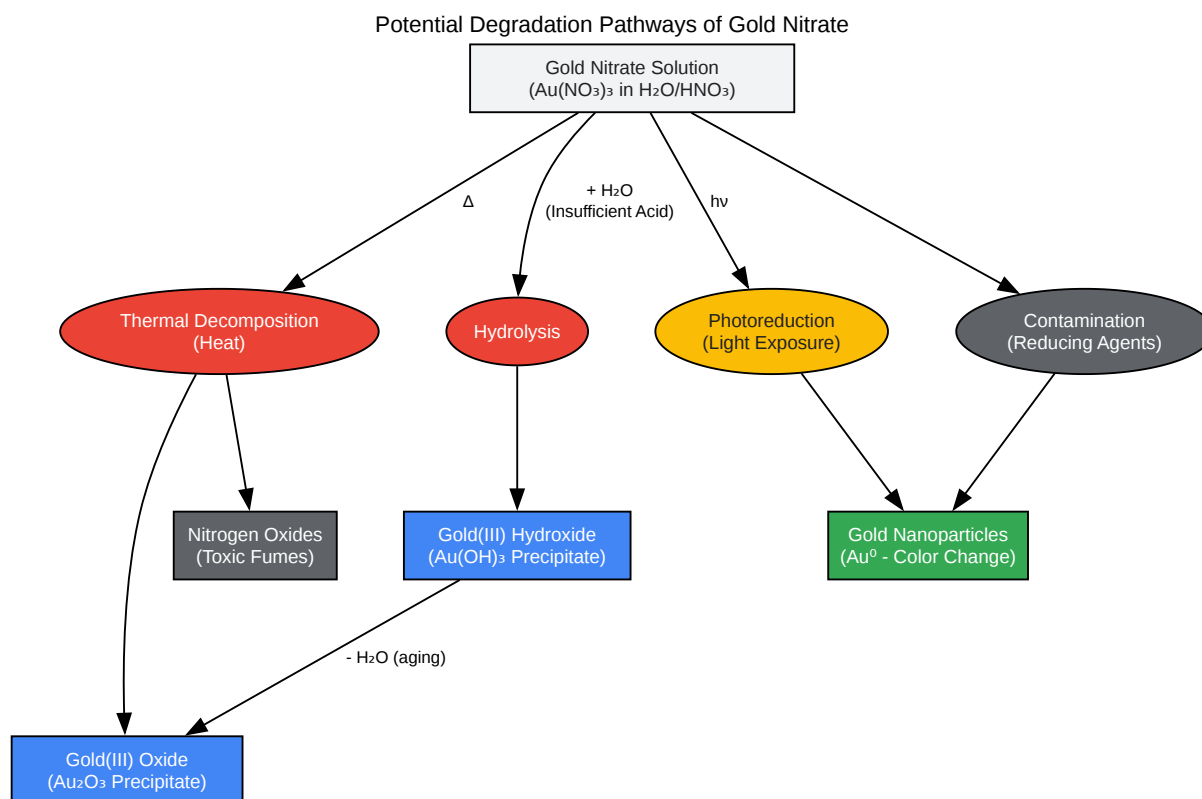 Potential Degradation Pathways of Gold Nitrate
Gold Nitrate Solution
(Au(NO₃)₃ in H₂O/HNO₃)
Δ
+ H₂O
(Insufficient Acid)
hν
Thermal Decomposition
(Heat)
Hydrolysis
Photoreduction
(Light Exposure)
Contamination
(Reducing Agents)
Nitrogen Oxides
(Toxic Fumes)
Gold(III) Hydroxide
(Au(OH)₃ Precipitate)
Gold Nanoparticles
(Au⁰ - Color Change)
- H₂O (aging)
Gold(III) Oxide
(Au₂O₃ Precipitate)